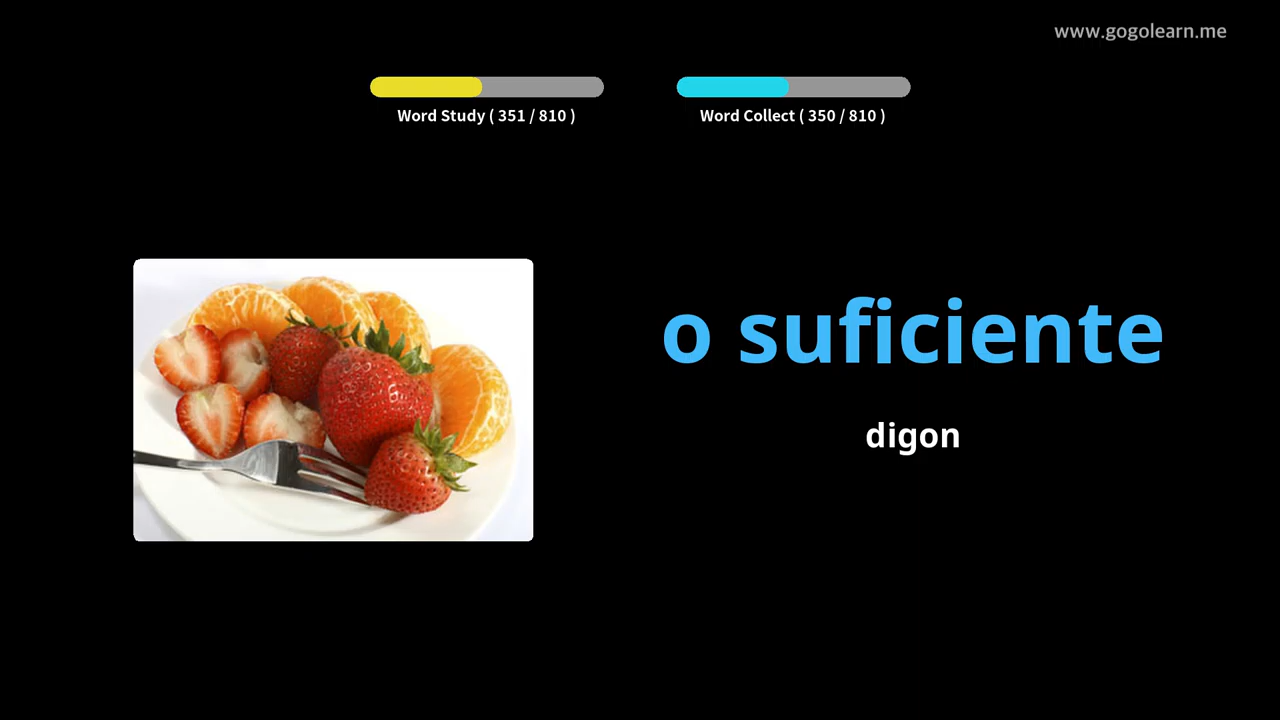 www.gogolearn.me
Word Study ( 351 / 810 )
Word Collect ( 350 / 810 )
o suficiente
digon